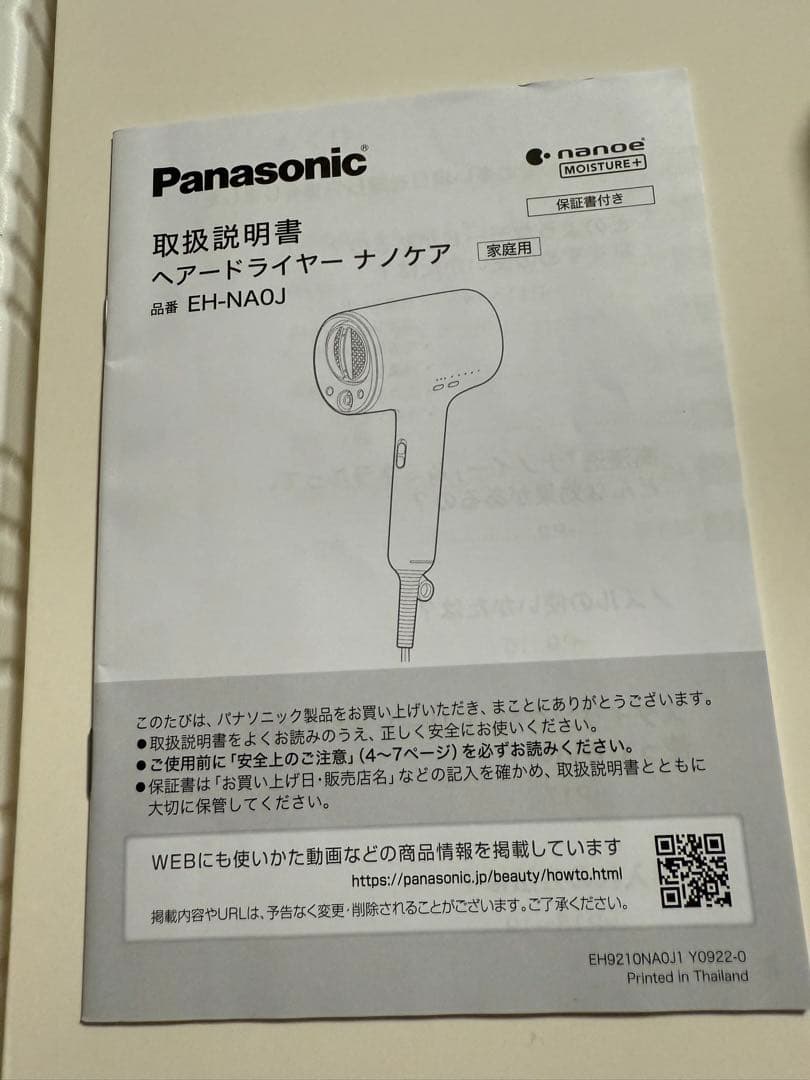 Panasonic®
nanoe®
MOISTURE+
保証書付き
取扱説明書
ヘアードライヤー ナノケア 家庭用
品番 EH-NA0J
このたびは、パナソニック製品をお買い上げいただき、まことにありがとうございます。
●取扱説明書をよくお読みのうえ、正しく安全にお使いください。
●ご使用前に「安全上のご注意」(4〜7ページ)を必ずお読みください。
●保証書は「お買い上げ日・販売店名」などの記入を確かめ、取扱説明書とともに
大切に保管してください。
WEBにも使いかた動画などの商品情報を掲載しています
https://panasonic.jp/beauty/howto.html
掲載内容やURLは、予告なく変更・削除されることがございます。ご了承ください。
EH9210NA0J1 Y0922-0
Printed in Thailand